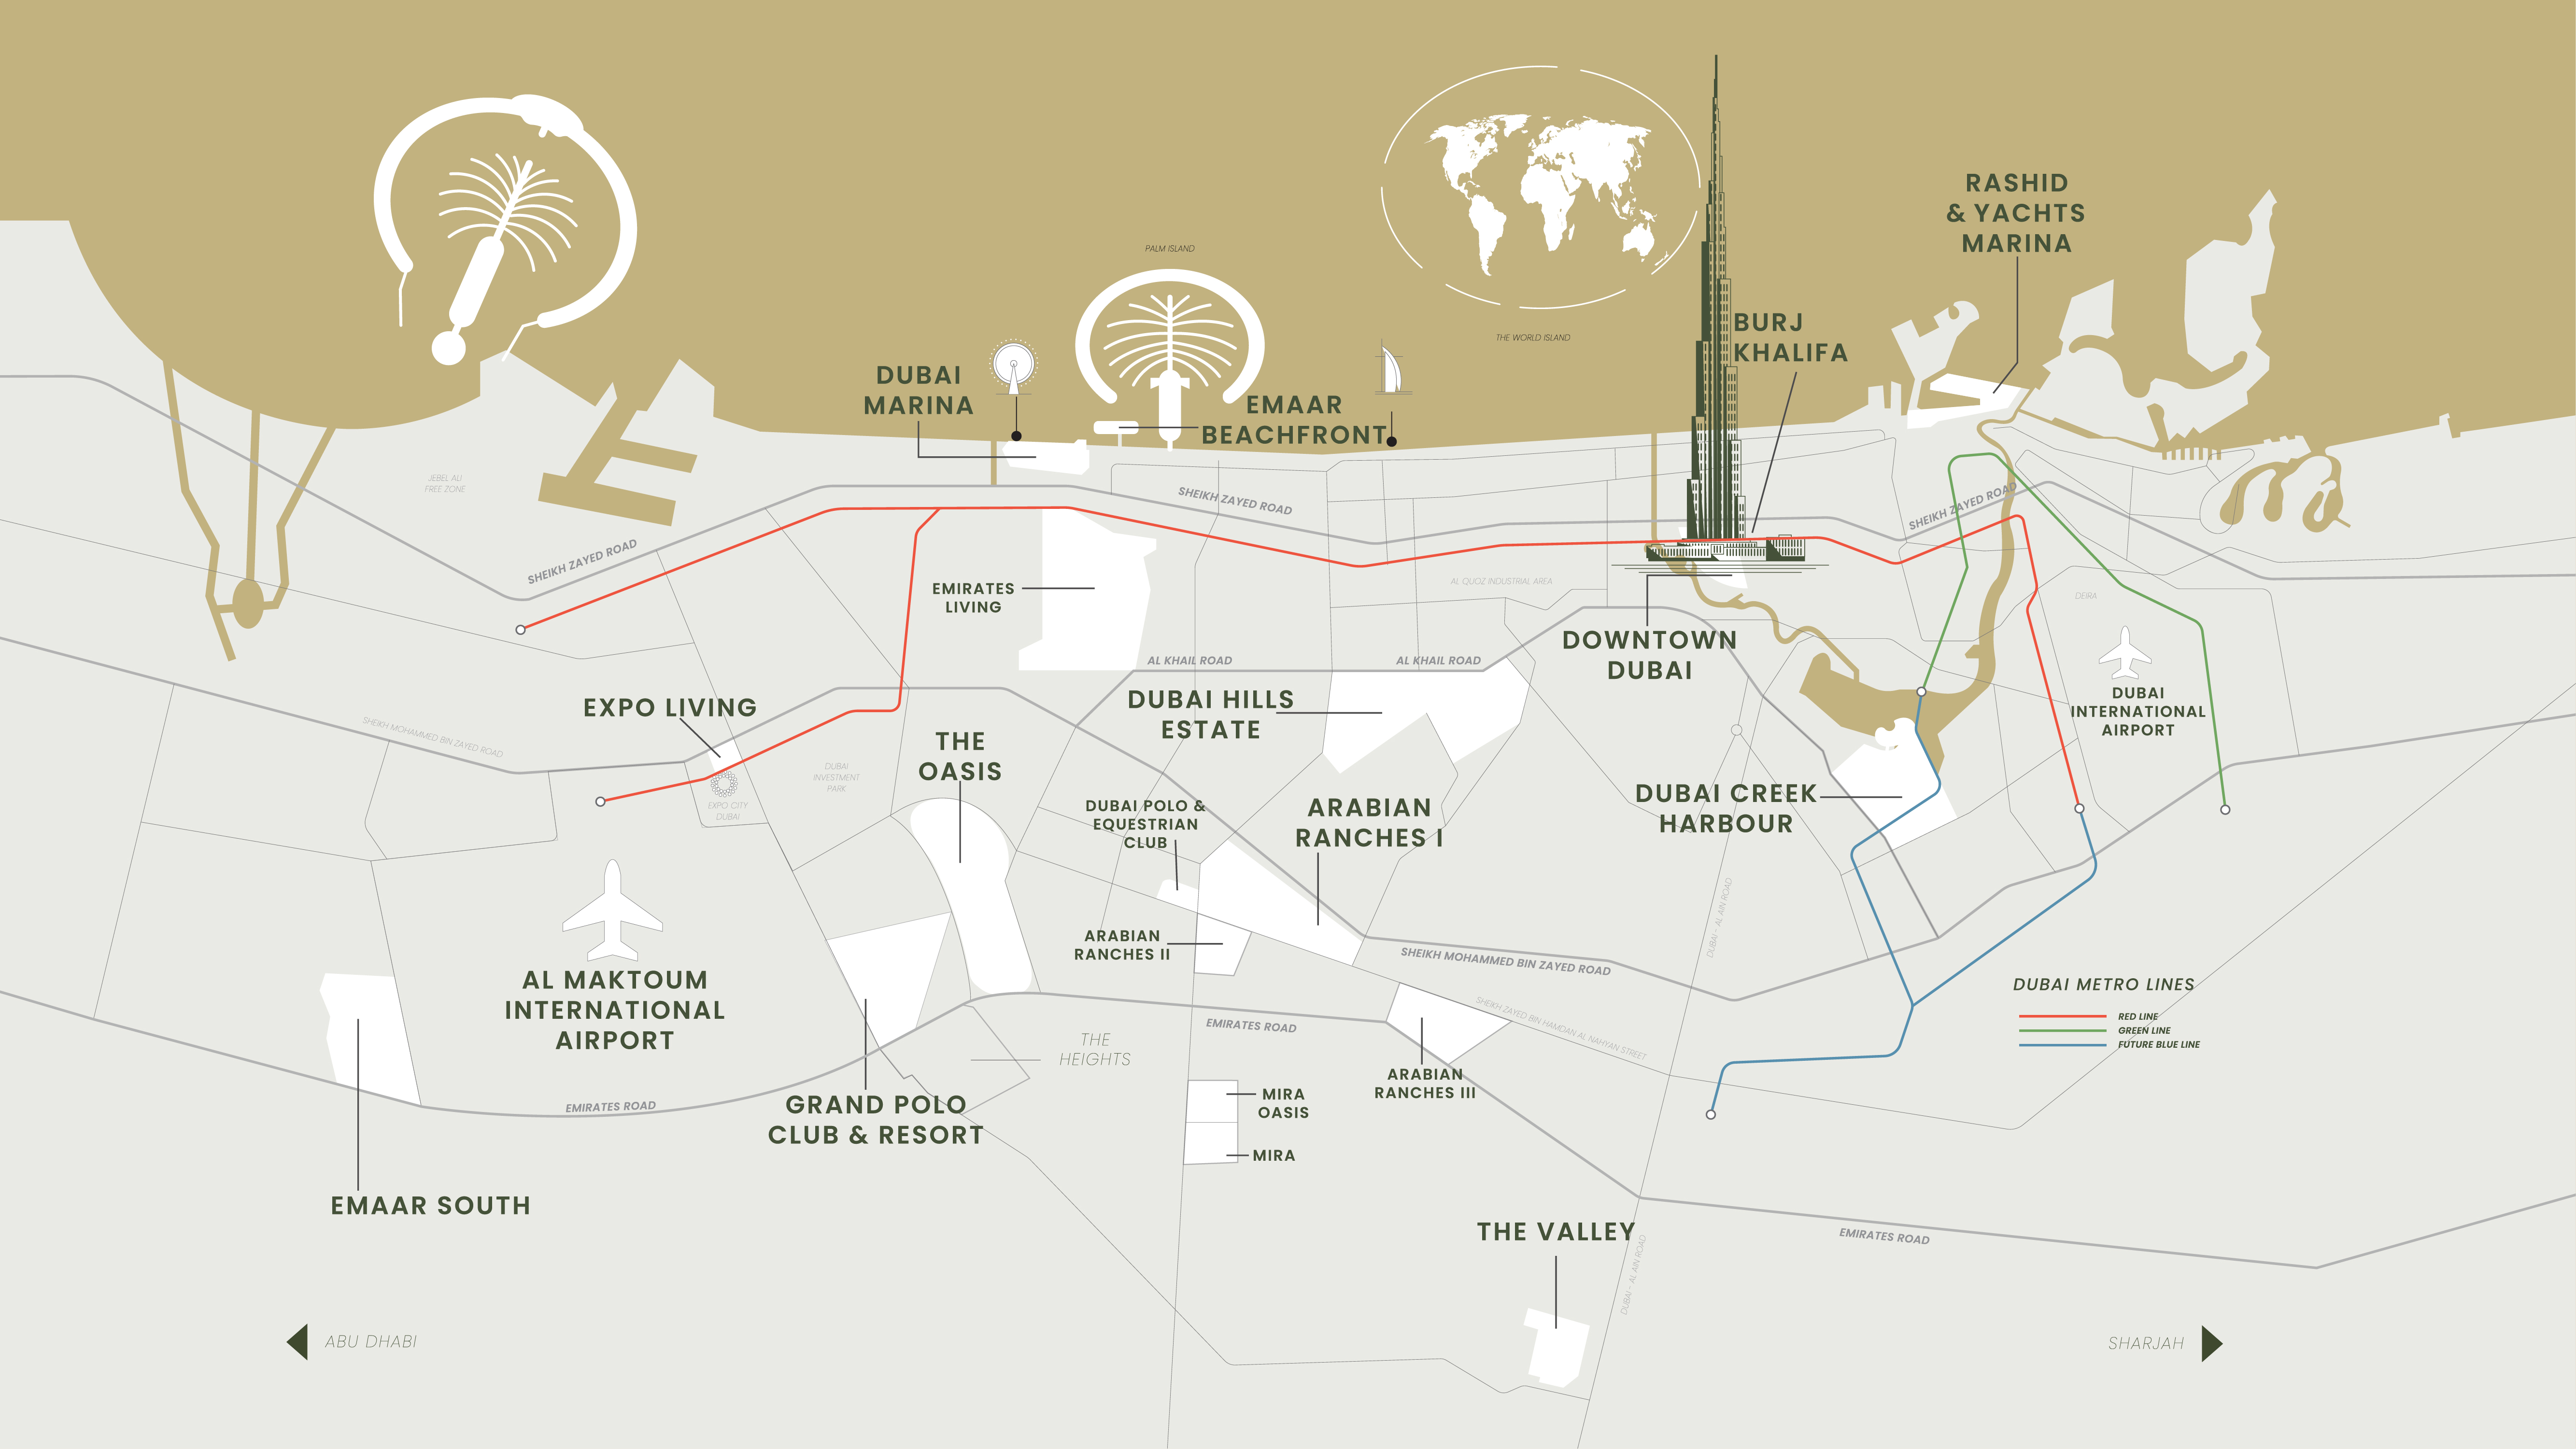 RASHID
& YACHTS
MARINA
PALM ISLAND
THE WORLD ISLAND
BURJ
KHALIFA
DUBAI
MARINA
EMAAR
BEACHFRONT
JEBEL ALI
FREE ZONE
SHEIKH ZAYED ROAD
SHEIKH ZAYED ROAD
SHEIKH ZAYED ROAD
EMIRATES
LIVING
AL QUOZ INDUSTRIAL AREA
DEIRA
DOWNTOWN
DUBAI
AL KHAIL ROAD
AL KHAIL ROAD
DUBAI
INTERNATIONAL
AIRPORT
EXPO LIVING
DUBAI HILLS
ESTATE
SHEIKH MOHAMMED BIN ZAYED ROAD
THE
OASIS
DUBAI
INVESTMENT
PARK
EXPO CITY
DUBAI
DUBAI POLO &
EQUESTRIAN
CLUB
ARABIAN
RANCHES I
DUBAI CREEK
HARBOUR
DUBAI - AL AIN ROAD
ARABIAN
RANCHES II
SHEIKH MOHAMMED BIN ZAYED ROAD
AL MAKTOUM
INTERNATIONAL
AIRPORT
DUBAI METRO LINES
RED LINE
GREEN LINE
FUTURE BLUE LINE
SHEIKH ZAYED BIN HAMDAN AL NAHYAN STREET
EMIRATES ROAD
THE
HEIGHTS
ARABIAN
RANCHES III
EMIRATES ROAD
GRAND POLO
CLUB & RESORT
MIRA
OASIS
MIRA
EMAAR SOUTH
THE VALLEY
EMIRATES ROAD
DUBAI - AL AIN ROAD
ABU DHABI
SHARJAH